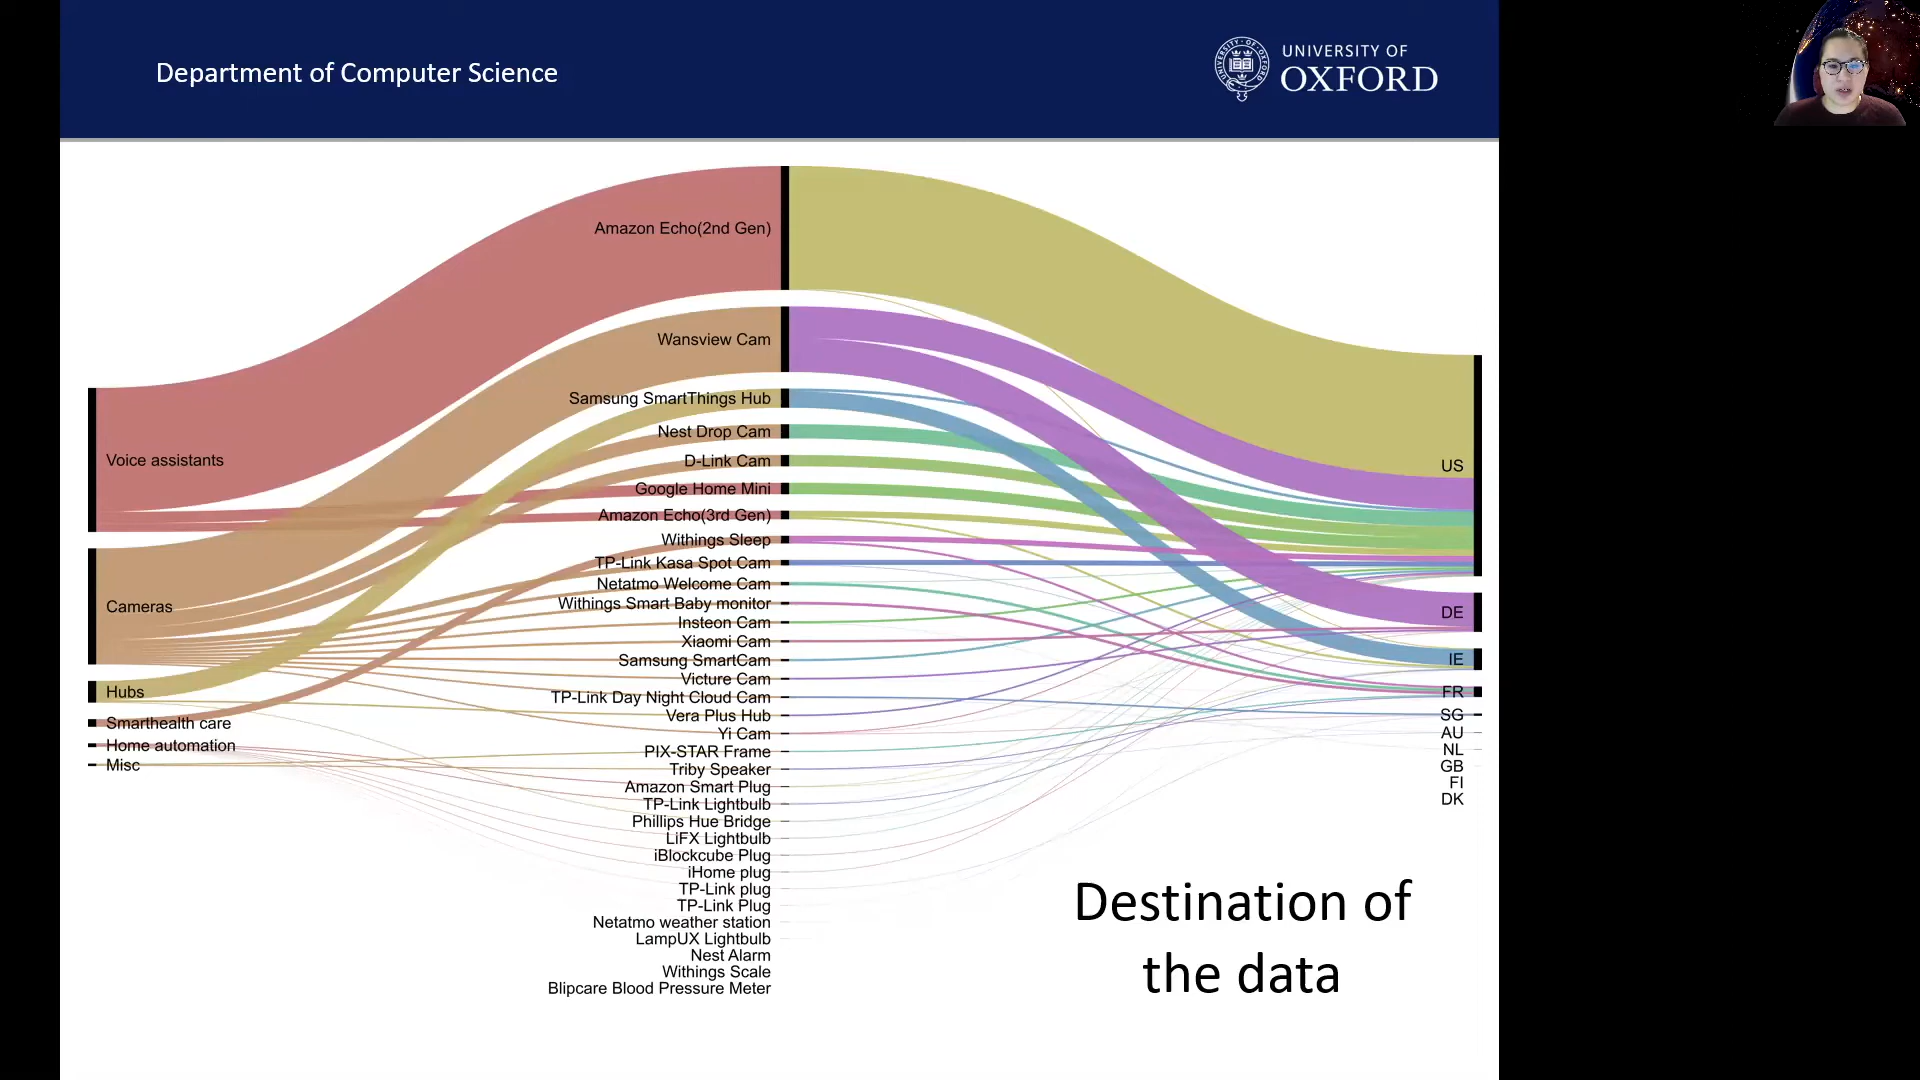 Department of Computer Science
UNIVERSITY OF
OXFORD
Voice assistants
Cameras
Hubs
Smarthealth care
Home automation
Misc
Amazon Echo(2nd Gen)
Wansview Cam
Samsung SmartThings Hub
Nest Drop Cam
D-Link Cam
Google Home Mini
Amazon Echo(3rd Gen)
Withings Sleep
TP-Link Kasa Spot Cam
Netatmo Welcome Cam
Withings Smart Baby monitor
Insteon Cam
Xiaomi Cam
Samsung SmartCam
Victure Cam
TP-Link Day Night Cloud Cam
Vera Plus Hub
Yi Cam
PIX-STAR Frame
Triby Speaker
Amazon Smart Plug
TP-Link Lightbulb
Phillips Hue Bridge
LiFX Lightbulb
iBlockcube Plug
iHome plug
TP-Link plug
TP-Link Plug
Netatmo weather station
LampUX Lightbulb
Nest Alarm
Withings Scale
Blipcare Blood Pressure Meter
US
DE
IE
FR
SG
AU
NL
GB
FI
DK
Destination of
the data